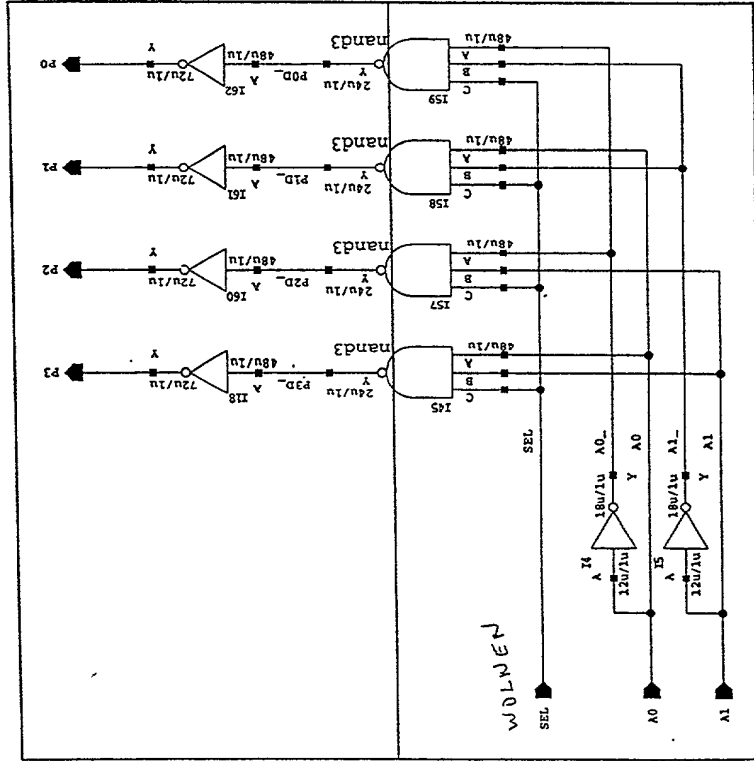 P0
Y
72u/1u
I62
48u/1u
A
P0D_
24u/1u
Y
nand3
I59
A
B
C
48u/1u
P1
Y
72u/1u
I61
48u/1u
A
P1D_
24u/1u
Y
nand3
I58
A
B
C
48u/1u
P2
Y
72u/1u
I60
48u/1u
A
P2D_
24u/1u
Y
nand3
I57
A
B
C
48u/1u
P3
Y
72u/1u
I18
48u/1u
A
P3D_
24u/1u
Y
nand3
I45
A
B
C
48u/1u
SEL
A0_
A0
A1_
A1
18u/1u
Y
I4
A
12u/1u
18u/1u
Y
I5
A
12u/1u
WDLWEN
SEL
A0
A1